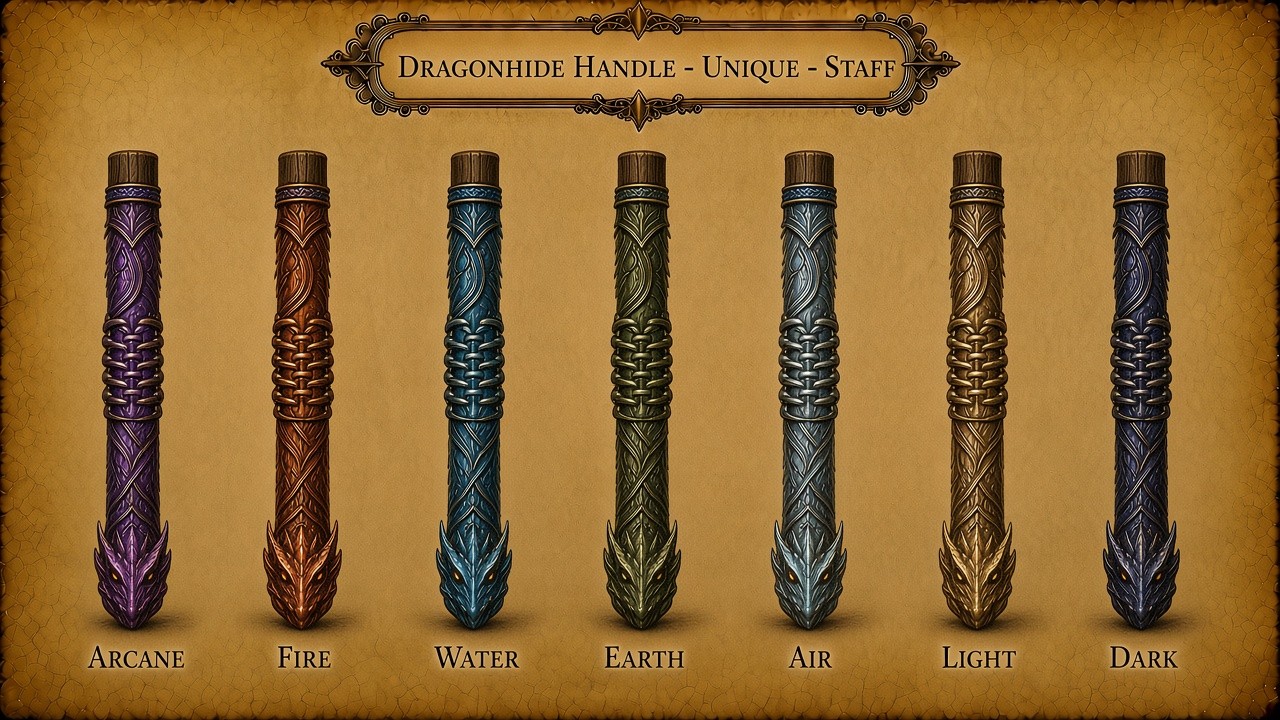 Dragonhide Handle - Unique - Staff
Arcane
Fire
Water
Earth
Air
Light
Dark